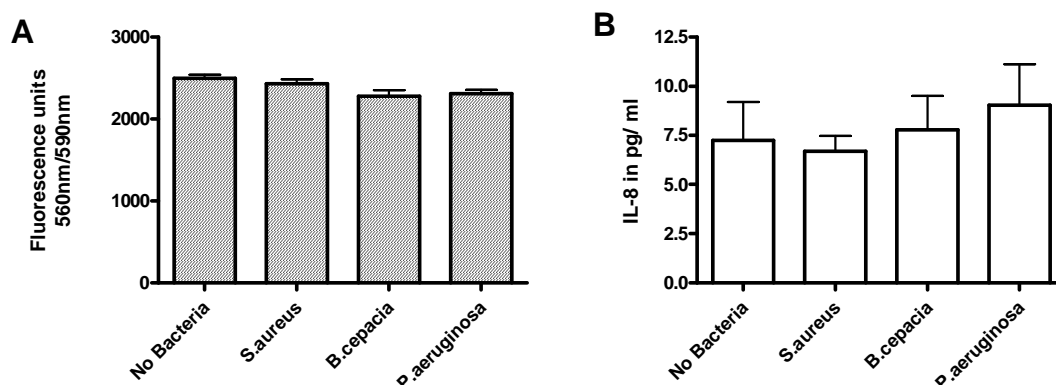 A
Fluorescence units
560nm/590nm
3000
2000
1000
0
No Bacteria
S.aureus
B.cepacia
P.aeruginosa
B
IL-8 in pg/ ml
12.5
10.0
7.5
5.0
2.5
0.0
No Bacteria
S.aureus
B.cepacia
P.aeruginosa